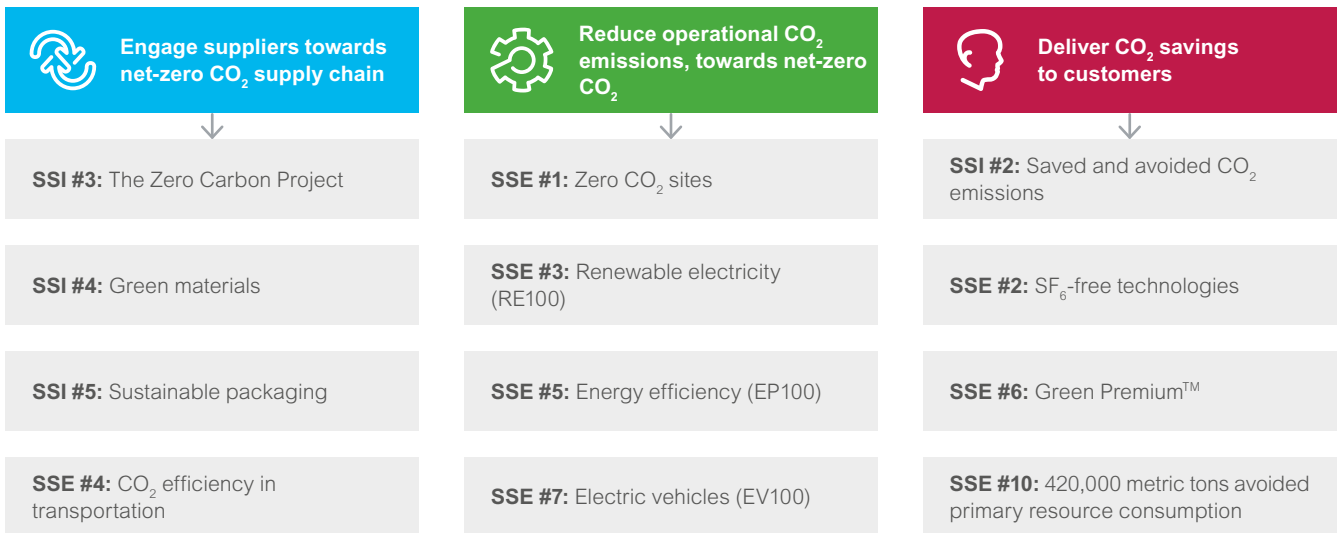 Engage suppliers towards
net-zero CO₂ supply chain
SSI #3: The Zero Carbon Project
SSI #4: Green materials
SSI #5: Sustainable packaging
SSE #4: CO₂ efficiency in
transportation
Reduce operational CO₂
emissions, towards net-zero
CO₂
SSE #1: Zero CO₂ sites
SSE #3: Renewable electricity
(RE100)
SSE #5: Energy efficiency (EP100)
SSE #7: Electric vehicles (EV100)
Deliver CO₂ savings
to customers
SSI #2: Saved and avoided CO₂
emissions
SSE #2: SF₆-free technologies
SSE #6: Green Premium™
SSE #10: 420,000 metric tons avoided
primary resource consumption